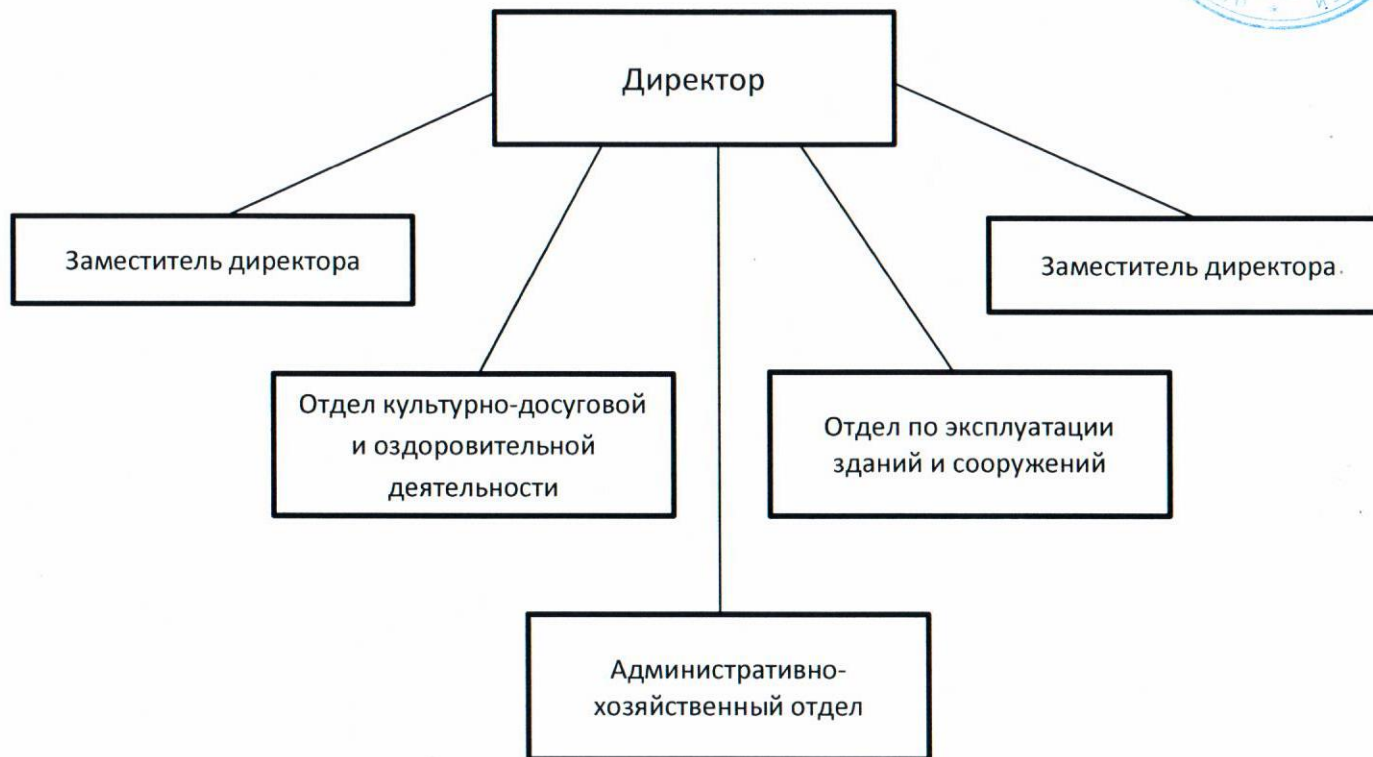 Директор
Заместитель директора
Заместитель директора
Отдел культурно-досуговой
и оздоровительной
деятельности
Отдел по эксплуатации
зданий и сооружений
Административно-
хозяйственный отдел